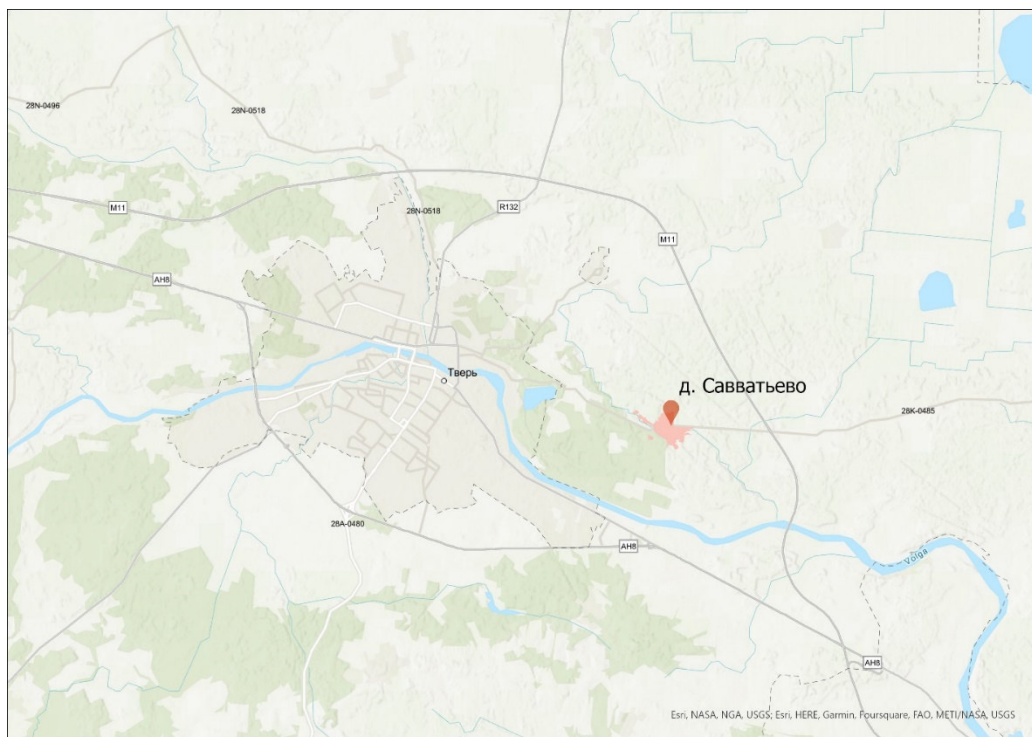 28N-0496
28N-0518
R132
M11
28N-0518
M11
AH8
Тверь
д. Савватьево
28K-0485
28A-0480
AH8
Volga
AH8
Esri, NASA, NGA, USGS; Esri, HERE, Garmin, Foursquare, FAO, METI/NASA, USGS